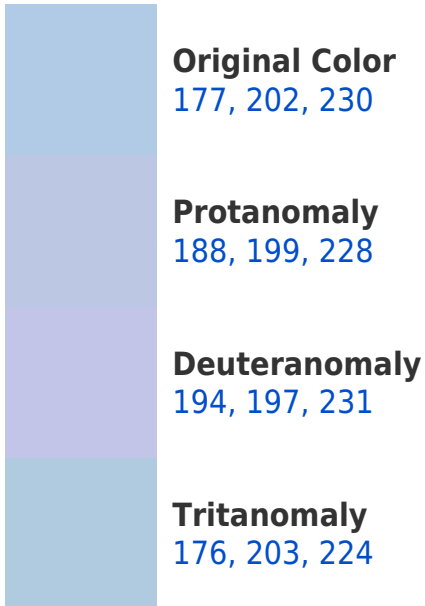 Original Color
177, 202, 230
Protanomaly
188, 199, 228
Deuteranomaly
194, 197, 231
Tritanomaly
176, 203, 224